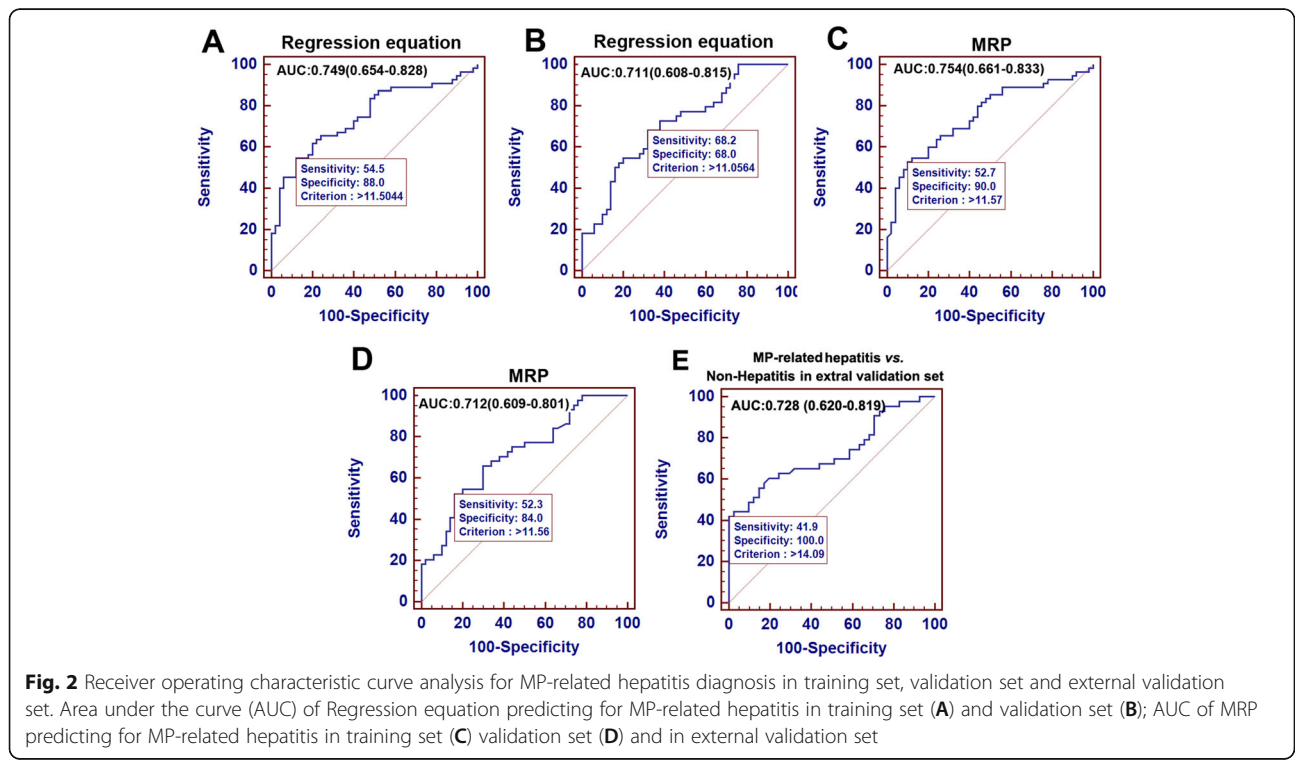 A
Regression equation
AUC:0.749(0.654-0.828)
100
80
60
40
20
0
Sensitivity
Sensitivity: 54.5
Specificity: 88.0
Criterion : >11.5044
0 20 40 60 80 100
100-Specificity
B
Regression equation
AUC:0.711(0.608-0.815)
100
80
60
40
20
0
Sensitivity
Sensitivity: 68.2
Specificity: 68.0
Criterion : >11.0564
0 20 40 60 80 100
100-Specificity
C
MRP
AUC:0.754(0.661-0.833)
100
80
60
40
20
0
Sensitivity
Sensitivity: 52.7
Specificity: 90.0
Criterion : >11.57
0 20 40 60 80 100
100-Specificity
D
MRP
AUC:0.712(0.609-0.801)
100
80
60
40
20
0
Sensitivity
Sensitivity: 52.3
Specificity: 84.0
Criterion : >11.56
0 20 40 60 80 100
100-Specificity
E
MP-related hepatitis vs.
Non-Hepatitis in extral validation set
AUC:0.728 (0.620-0.819)
100
80
60
40
20
0
Sensitivity
Sensitivity: 41.9
Specificity: 100.0
Criterion : >14.09
0 20 40 60 80 100
100-Specificity
Fig. 2 Receiver operating characteristic curve analysis for MP-related hepatitis diagnosis in training set, validation set and external validation
set. Area under the curve (AUC) of Regression equation predicting for MP-related hepatitis in training set (A) and validation set (B); AUC of MRP
predicting for MP-related hepatitis in training set (C) validation set (D) and in external validation set